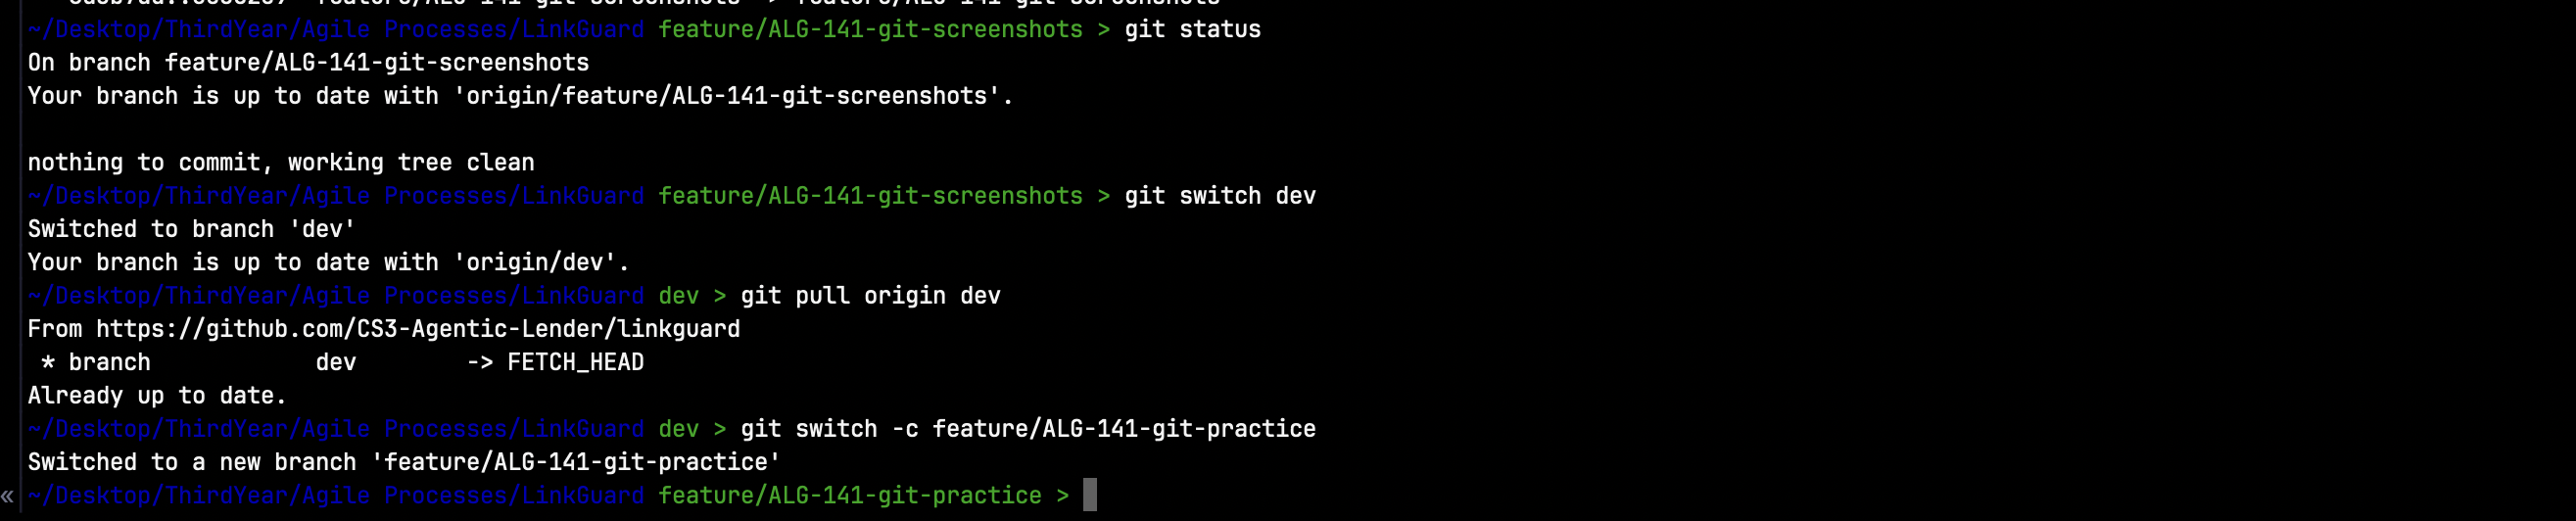 ~/Desktop/ThirdYear/Agile Processes/LinkGuard feature/ALG-141-git-screenshots > git status
On branch feature/ALG-141-git-screenshots
Your branch is up to date with 'origin/feature/ALG-141-git-screenshots'.
nothing to commit, working tree clean
~/Desktop/ThirdYear/Agile Processes/LinkGuard feature/ALG-141-git-screenshots > git switch dev
Switched to branch 'dev'
Your branch is up to date with 'origin/dev'.
~/Desktop/ThirdYear/Agile Processes/LinkGuard dev > git pull origin dev
From https://github.com/CS3-Agentic-Lender/linkguard
 * branch            dev        -> FETCH_HEAD
Already up to date.
~/Desktop/ThirdYear/Agile Processes/LinkGuard dev > git switch -c feature/ALG-141-git-practice
Switched to a new branch 'feature/ALG-141-git-practice'
« ~/Desktop/ThirdYear/Agile Processes/LinkGuard feature/ALG-141-git-practice >